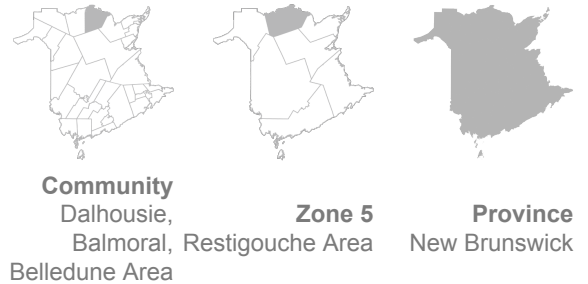 Community
Dalhousie,
Balmoral,
Belledune Area
Zone 5
Restigouche Area
Province
New Brunswick